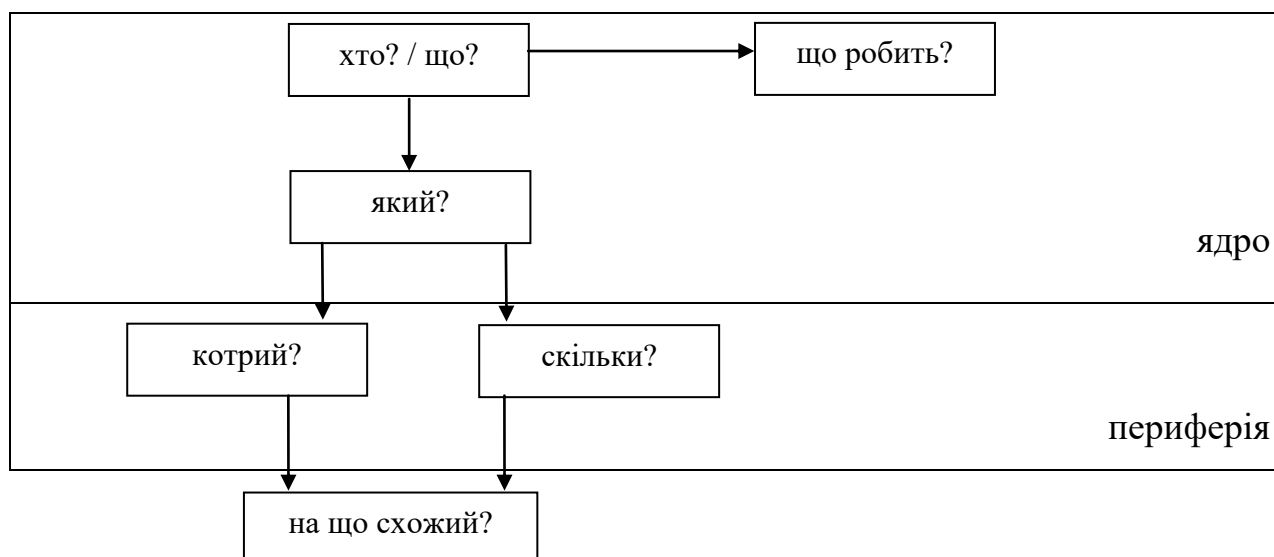 хто? / що?
що робить?
який?
ядро
котрий?
скільки?
периферія
на що схожий?